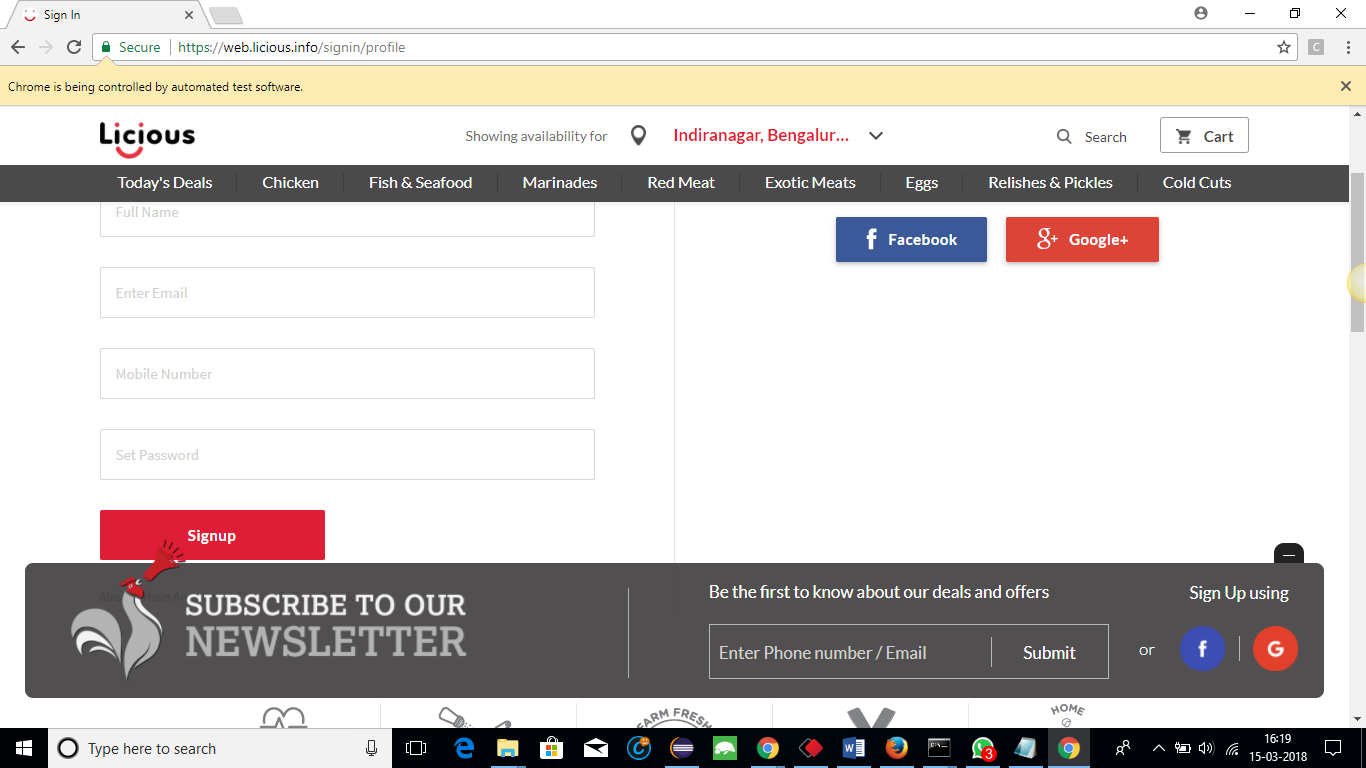 Sign In
Secure
https://web.licious.info/signin/profile
C
Chrome is being controlled by automated test software.
Licious
Showing availability for
Indiranagar, Bengalur...
Search
Cart
Today's Deals
Chicken
Fish & Seafood
Marinades
Red Meat
Exotic Meats
Eggs
Relishes & Pickles
Cold Cuts
Full Name
Facebook
Google+
Enter Email
Mobile Number
Set Password
Signup
SUBSCRIBE TO OUR
NEWSLETTER
Be the first to know about our deals and offers
Enter Phone number / Email
Submit
or
Sign Up using
FARM FRESH
HOME
Type here to search
3
16:19
15-03-2018